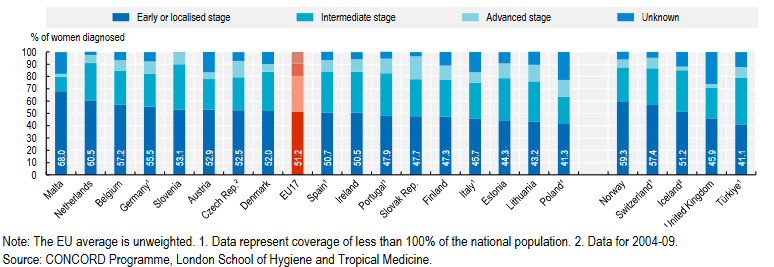 Early or localised stage Intermediate stage Advanced stage Unknown
% of women diagnosed
100
90
80
70
60
50
40
30
20
10
0
68.0 60.5 57.2 55.5 53.1 52.9 52.5 52.0 51.2 50.7 50.5 47.9 47.7 47.3 45.7 44.3 43.2 41.3 59.3 57.4 51.2 45.9 41.1
Malta Netherlands Belgium Germany¹ Slovenia Austria Czech Rep.² Denmark EU17 Spain¹ Ireland Portugal¹ Slovak Rep. Finland Italy¹ Estonia Lithuania Poland¹ Norway Switzerland¹ Iceland² ¹United Kingdom Türkiye¹
Note: The EU average is unweighted. 1. Data represent coverage of less than 100% of the national population. 2. Data for 2004-09.
Source: CONCORD Programme, London School of Hygiene and Tropical Medicine.